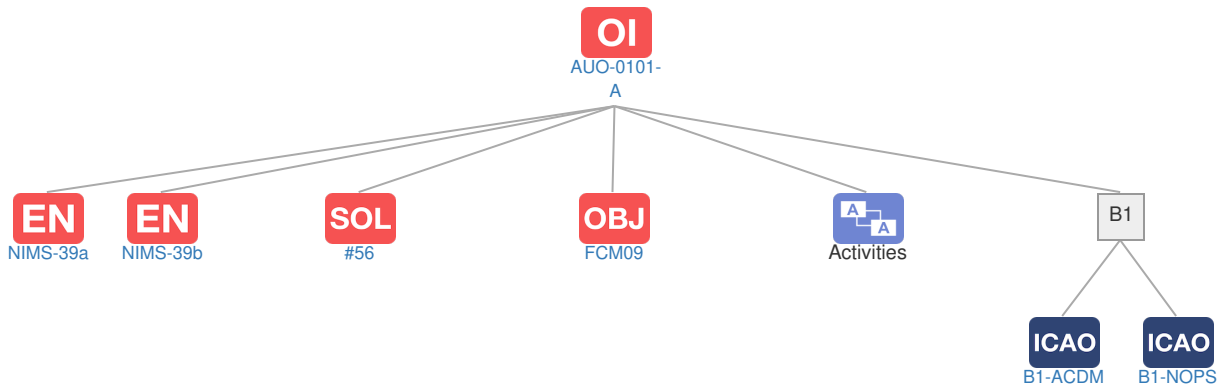 OI
AUO-0101-
A
EN
EN
SOL
OBJ
A
A
B1
NIMS-39a
NIMS-39b
#56
FCM09
Activities
ICAO
ICAO
B1-ACDM
B1-NOPS